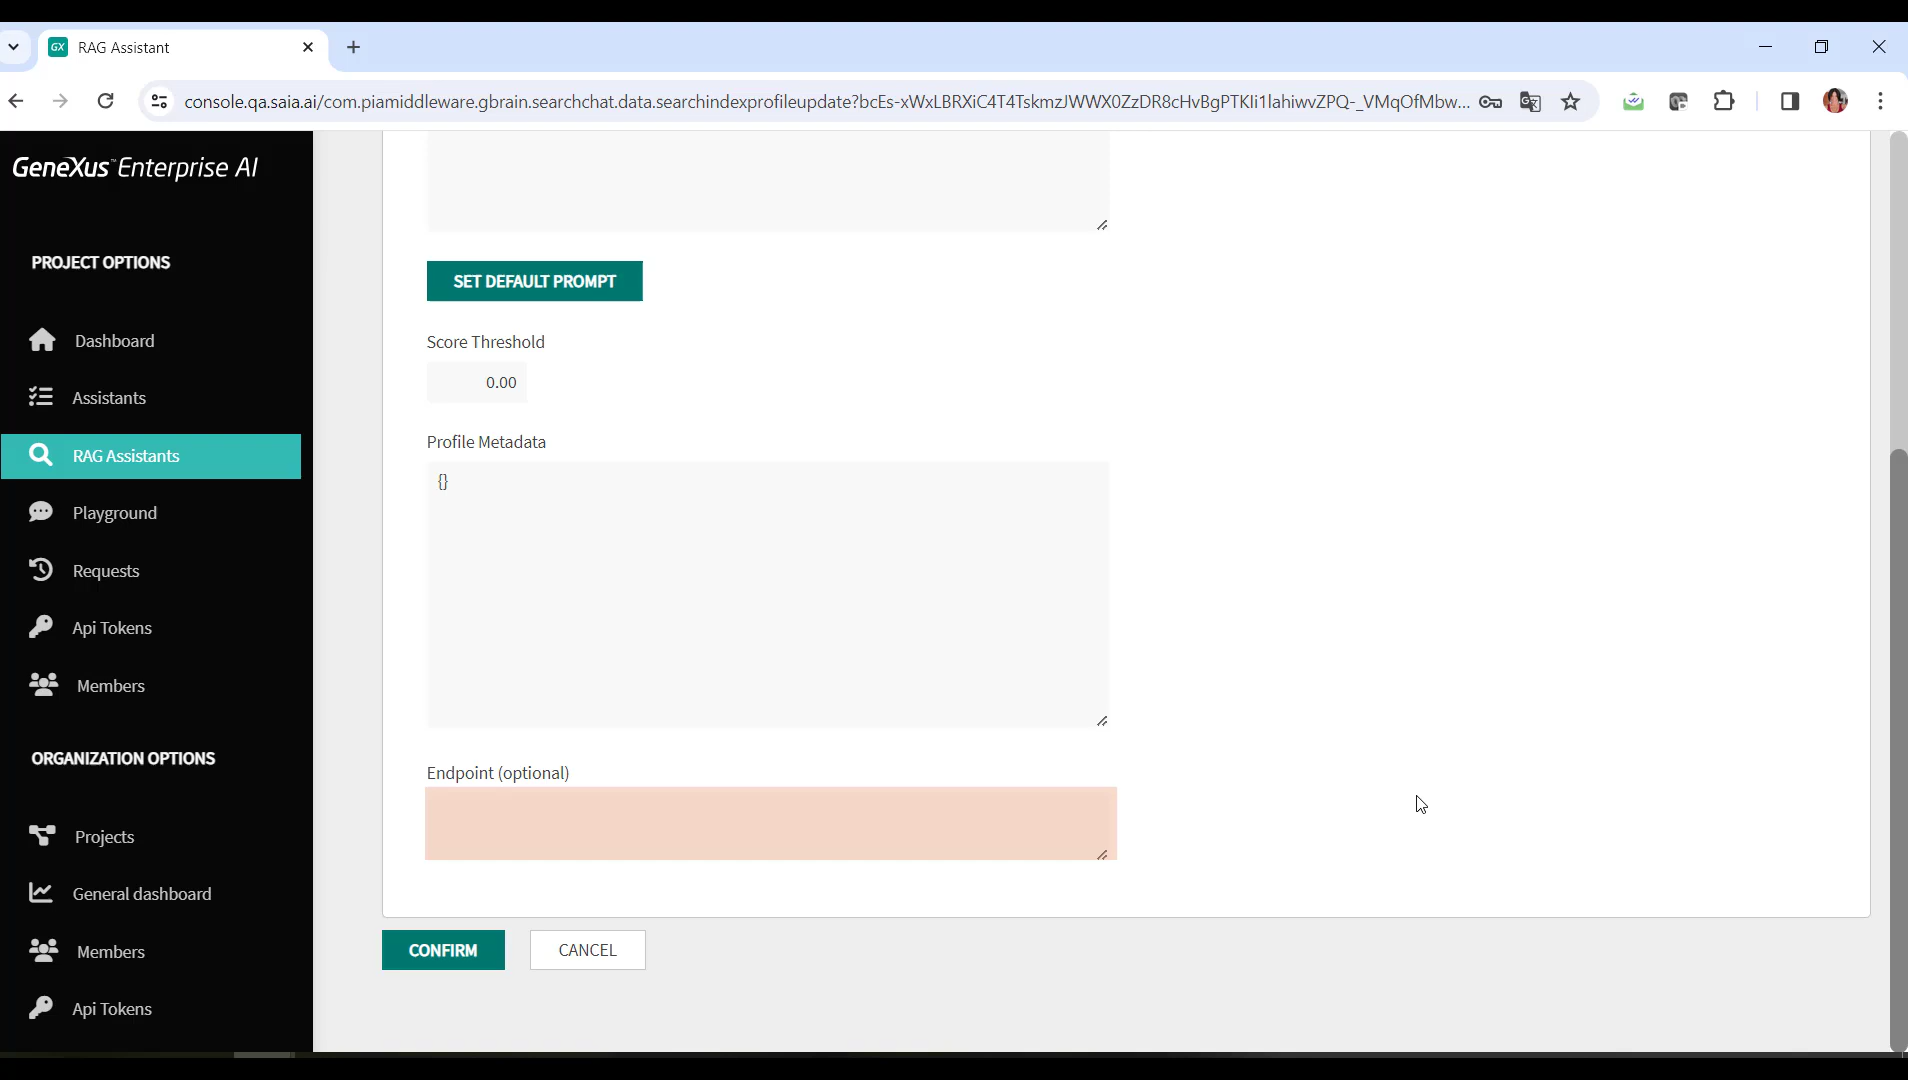 RAG Assistant
console.qa.saia.ai/com.piamiddleware.gbrain.searchchat.data.searchindexprofileupdate?bcEs-xWxLBRXiC4T4TskmzJWWX0ZzDR8cHvBgPTKli1lahiwvZPQ-_VMqOfMbw...
GeneXus™ Enterprise AI
PROJECT OPTIONS
Dashboard
Assistants
RAG Assistants
Playground
Requests
Api Tokens
Members
ORGANIZATION OPTIONS
Projects
General dashboard
Members
Api Tokens
SET DEFAULT PROMPT
Score Threshold
0.00
Profile Metadata
{}
Endpoint (optional)
CONFIRM
CANCEL